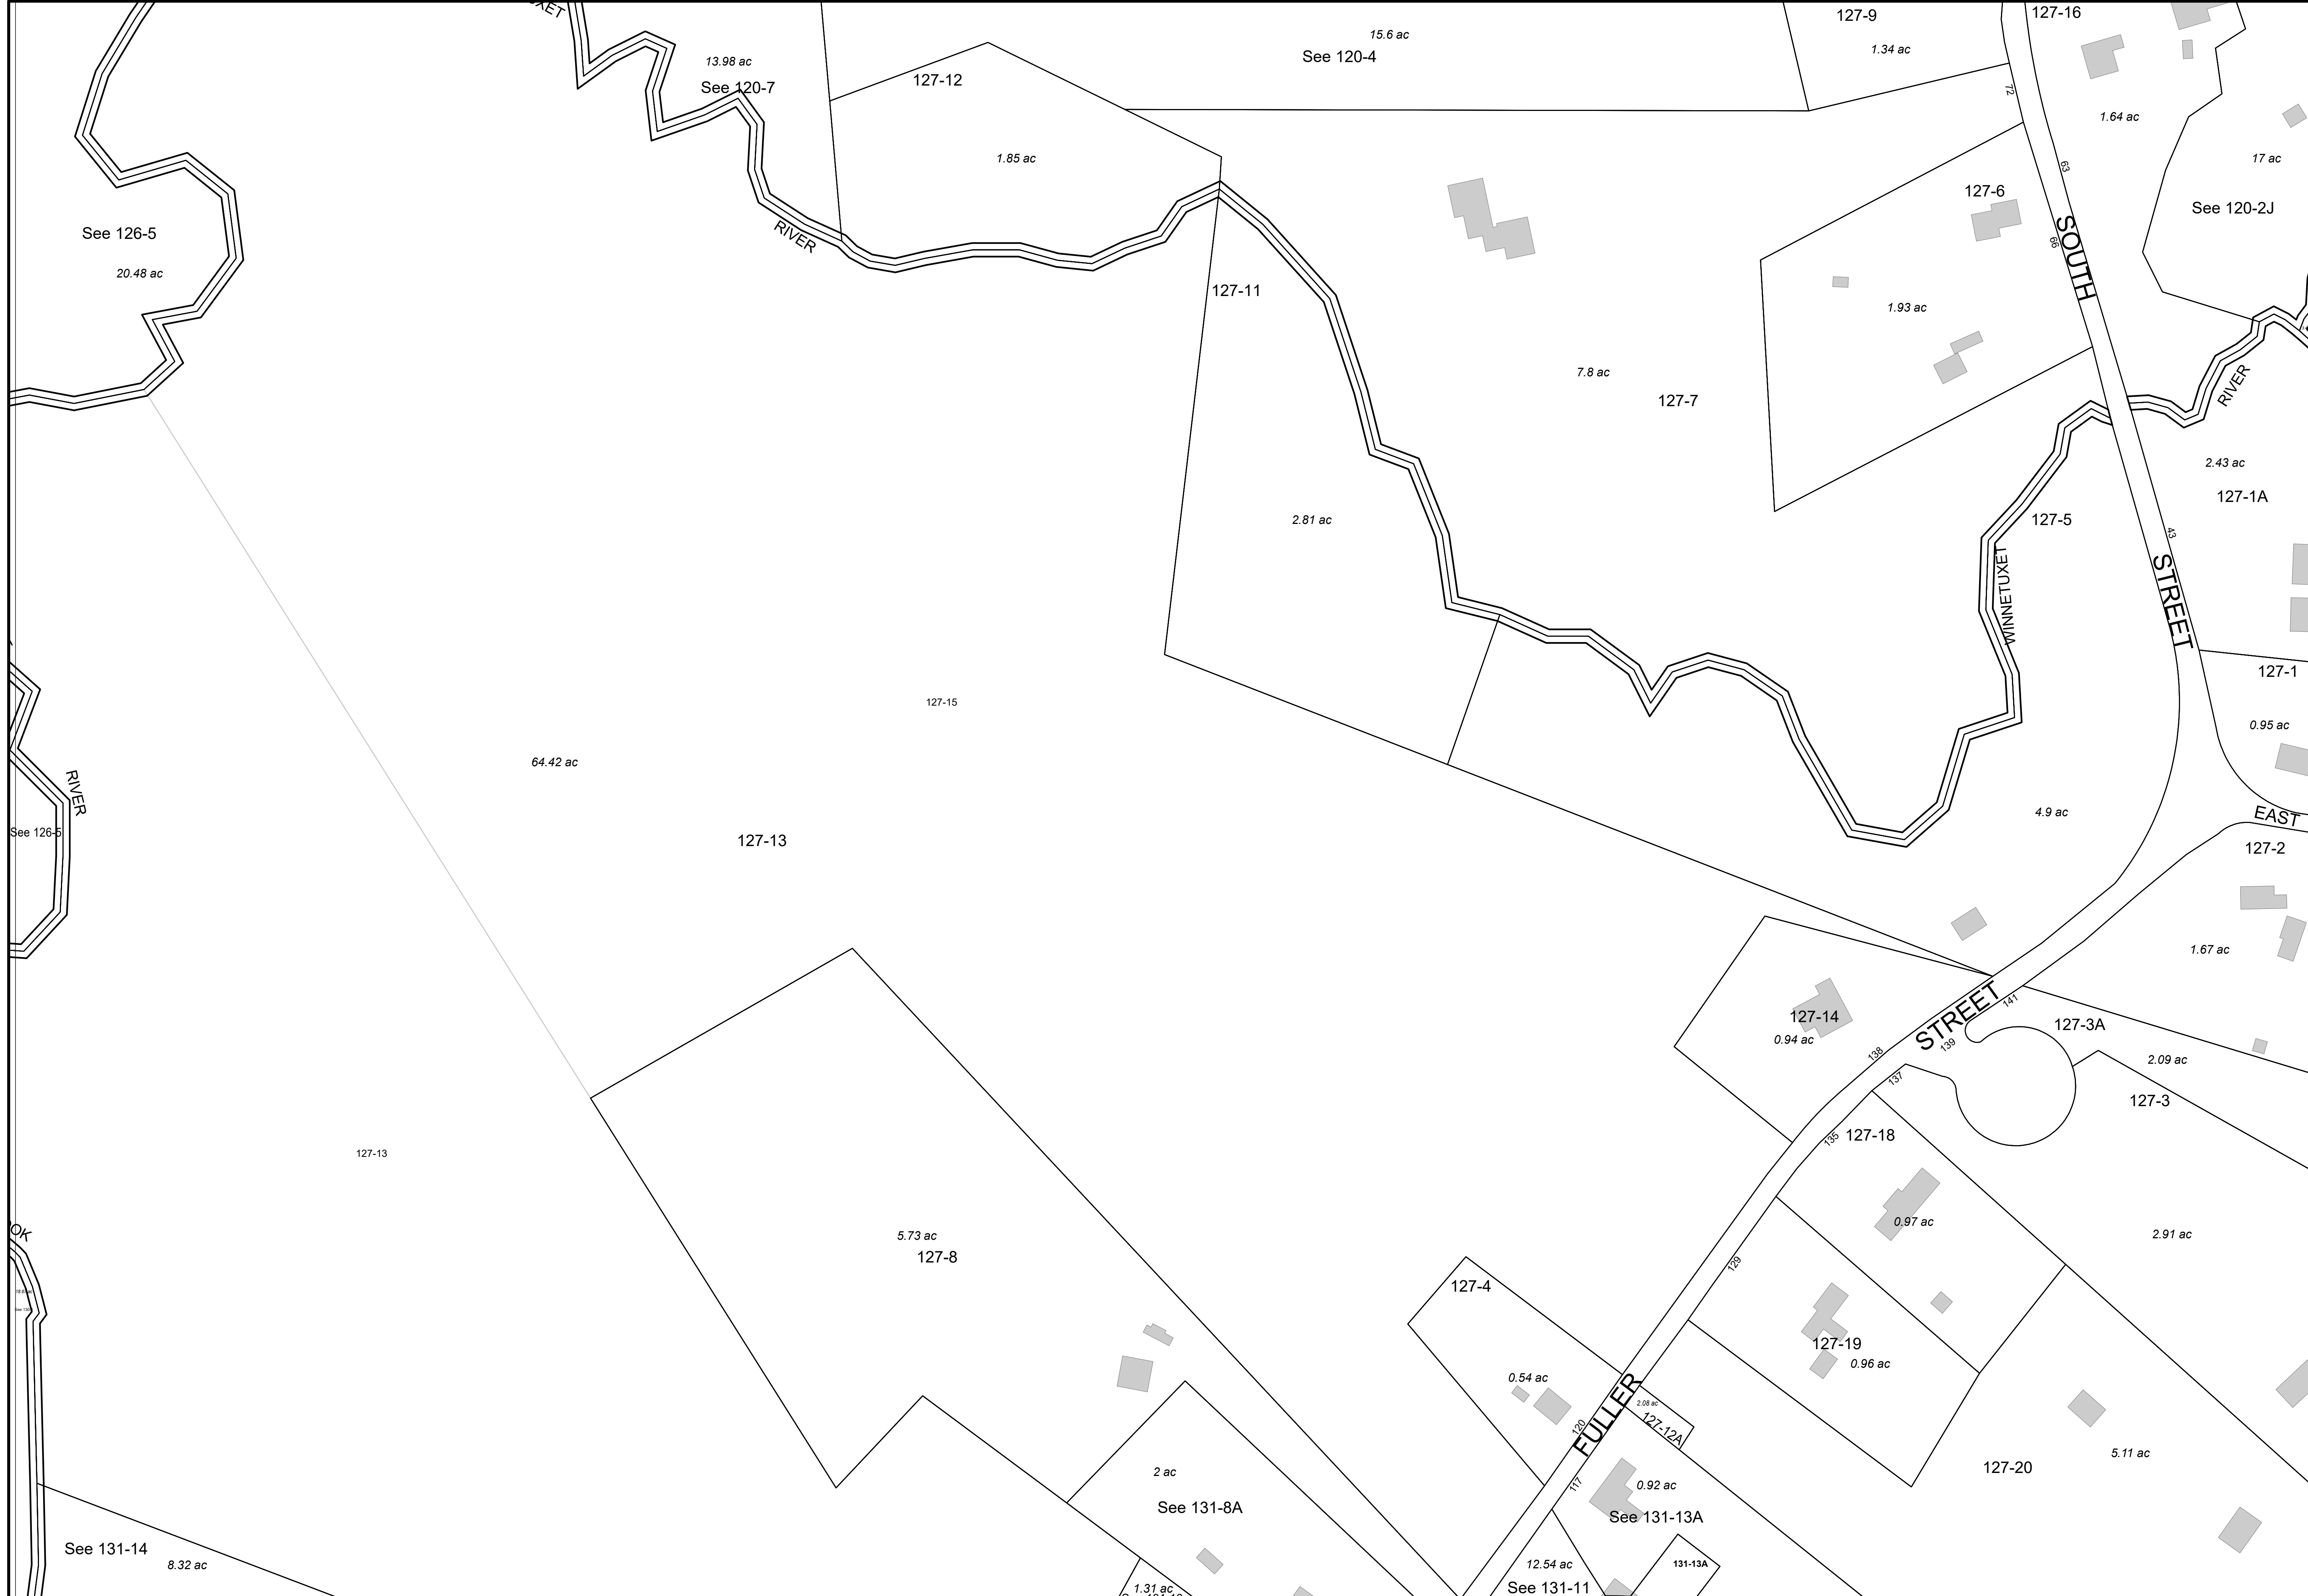 UXET
127-9
127-16
15.6 ac
See 120-4
1.34 ac
13.98 ac
See 120-7
127-12
72
1.64 ac
1.85 ac
17 ac
63
127-6
See 120-2J
See 126-5
20.48 ac
RIVER
66
SOUTH
127-11
1.93 ac
7.8 ac
127-7
RIVER
2.43 ac
127-1A
2.81 ac
127-5
43
WINNETUXET
STREET
127-1
127-15
0.95 ac
64.42 ac
RIVER
4.9 ac
EAST
See 126-5
127-13
127-2
1.67 ac
STREET
141
127-14
0.94 ac
127-3A
139
138
2.09 ac
137
127-3
135
127-18
127-13
OK
0.97 ac
2.91 ac
5.73 ac
127-8
129
127-4
127-19
0.96 ac
0.54 ac
FULLER
120
2.08 ac
127-12A
5.11 ac
127-20
2 ac
See 131-8A
117
0.92 ac
See 131-13A
See 131-14
8.32 ac
12.54 ac
131-13A
See 131-11
1.31 ac